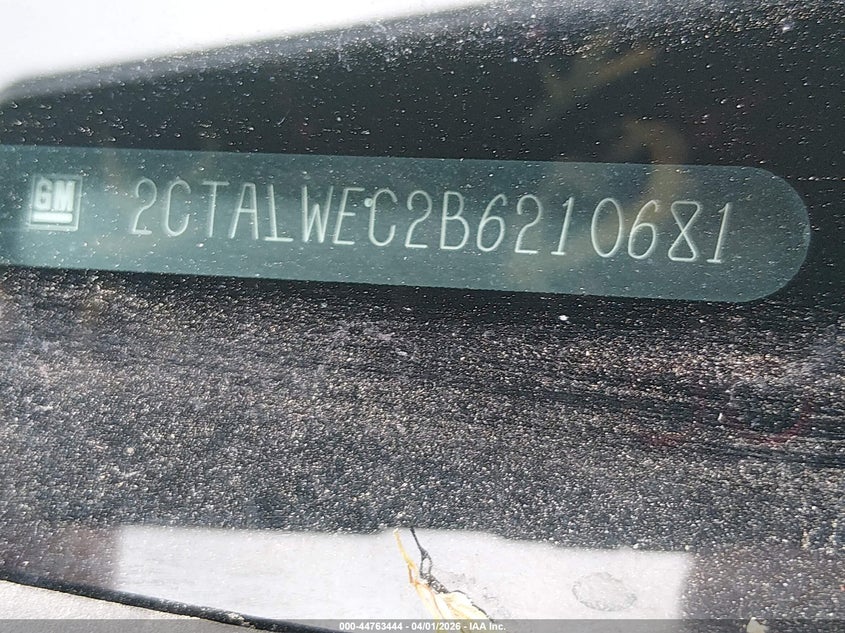 GM 2CTALWEC2B6210681
000-44763444 - 04/01/2026 - IAA Inc.